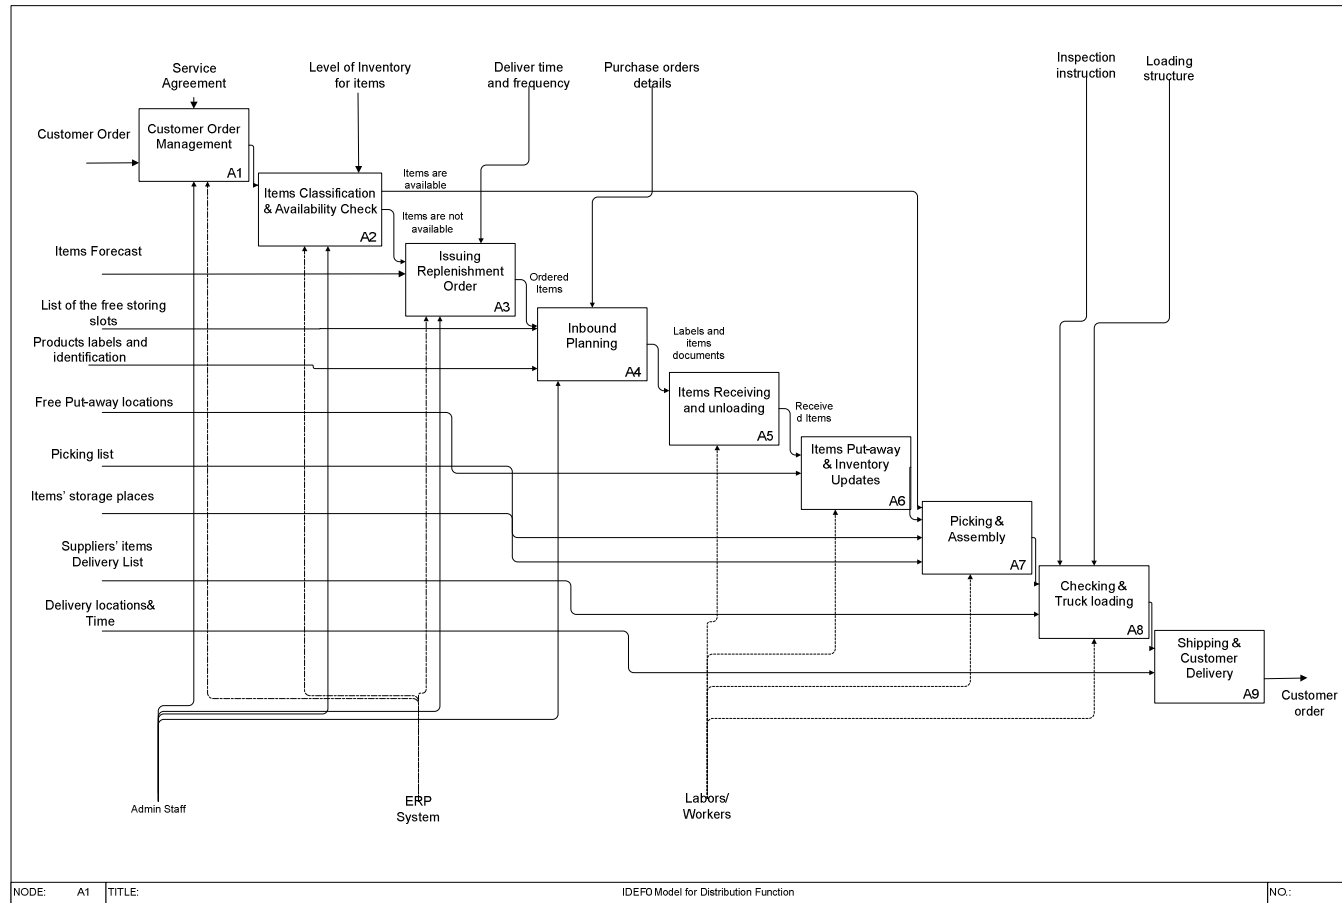 Service
Agreement
Level of Inventory
for items
Deliver time
and frequency
Purchase orders
details
Inspection
instruction
Loading
structure
Customer Order
Customer Order
Management
A1
Items Classification
& Availability Check
A2
Items are
available
Items are not
available
Items Forecast
Issuing
Replenishment
Order
A3
Ordered
Items
List of the free storing
slots
Inbound
Planning
A4
Products labels and
identification
Labels and
items
documents
Items Receiving
and unloading
A5
Free Put-away locations
Receive
d Items
Items Put-away
& Inventory
Updates
A6
Picking list
Items’ storage places
Picking &
Assembly
A7
Suppliers’ items
Delivery List
Checking &
Truck loading
A8
Delivery locations&
Time
Shipping &
Customer
Delivery
A9
Customer
order
Admin Staff
ERP
System
Labors/
Workers
NODE: A1 TITLE: IDEF0 Model for Distribution Function NO.: